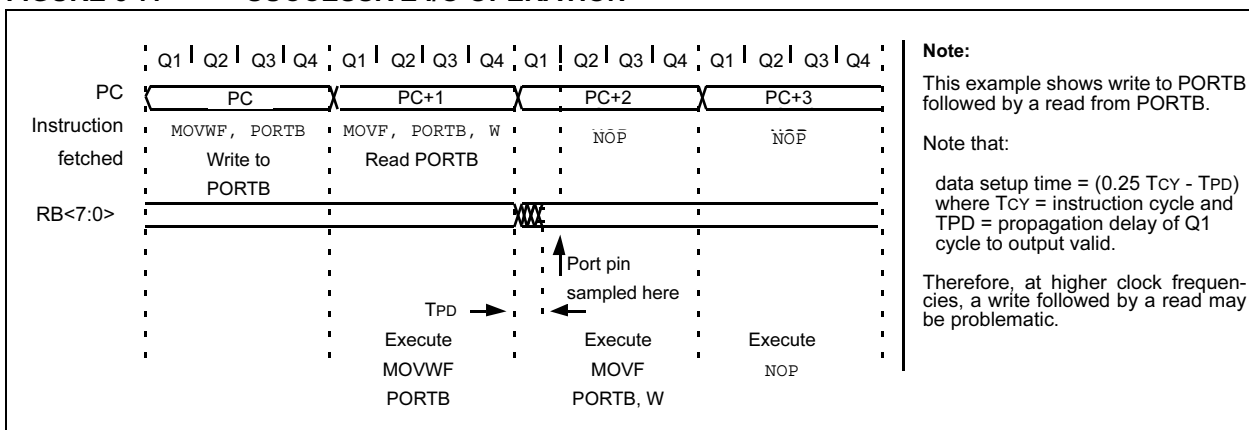 FIGURE 5-17: SUCCESSIVE I/O OPERATION
Q1 Q2 Q3 Q4 Q1 Q2 Q3 Q4 Q1 Q2 Q3 Q4 Q1 Q2 Q3 Q4
PC PC PC+1 PC+2 PC+3
Instruction
fetched
MOVWF, PORTB MOVF, PORTB, W NOP NOP
Write to
PORTB
Read PORTB
RB<7:0>
Port pin
sampled here
TPD
Execute
MOVWF
PORTB
Execute
MOVF
PORTB, W
Execute
NOP
Note:
This example shows write to PORTB
followed by a read from PORTB.
Note that:
data setup time = (0.25 TCY - TPD)
where TCY = instruction cycle and
TPD = propagation delay of Q1
cycle to output valid.
Therefore, at higher clock frequen-
cies, a write followed by a read may
be problematic.